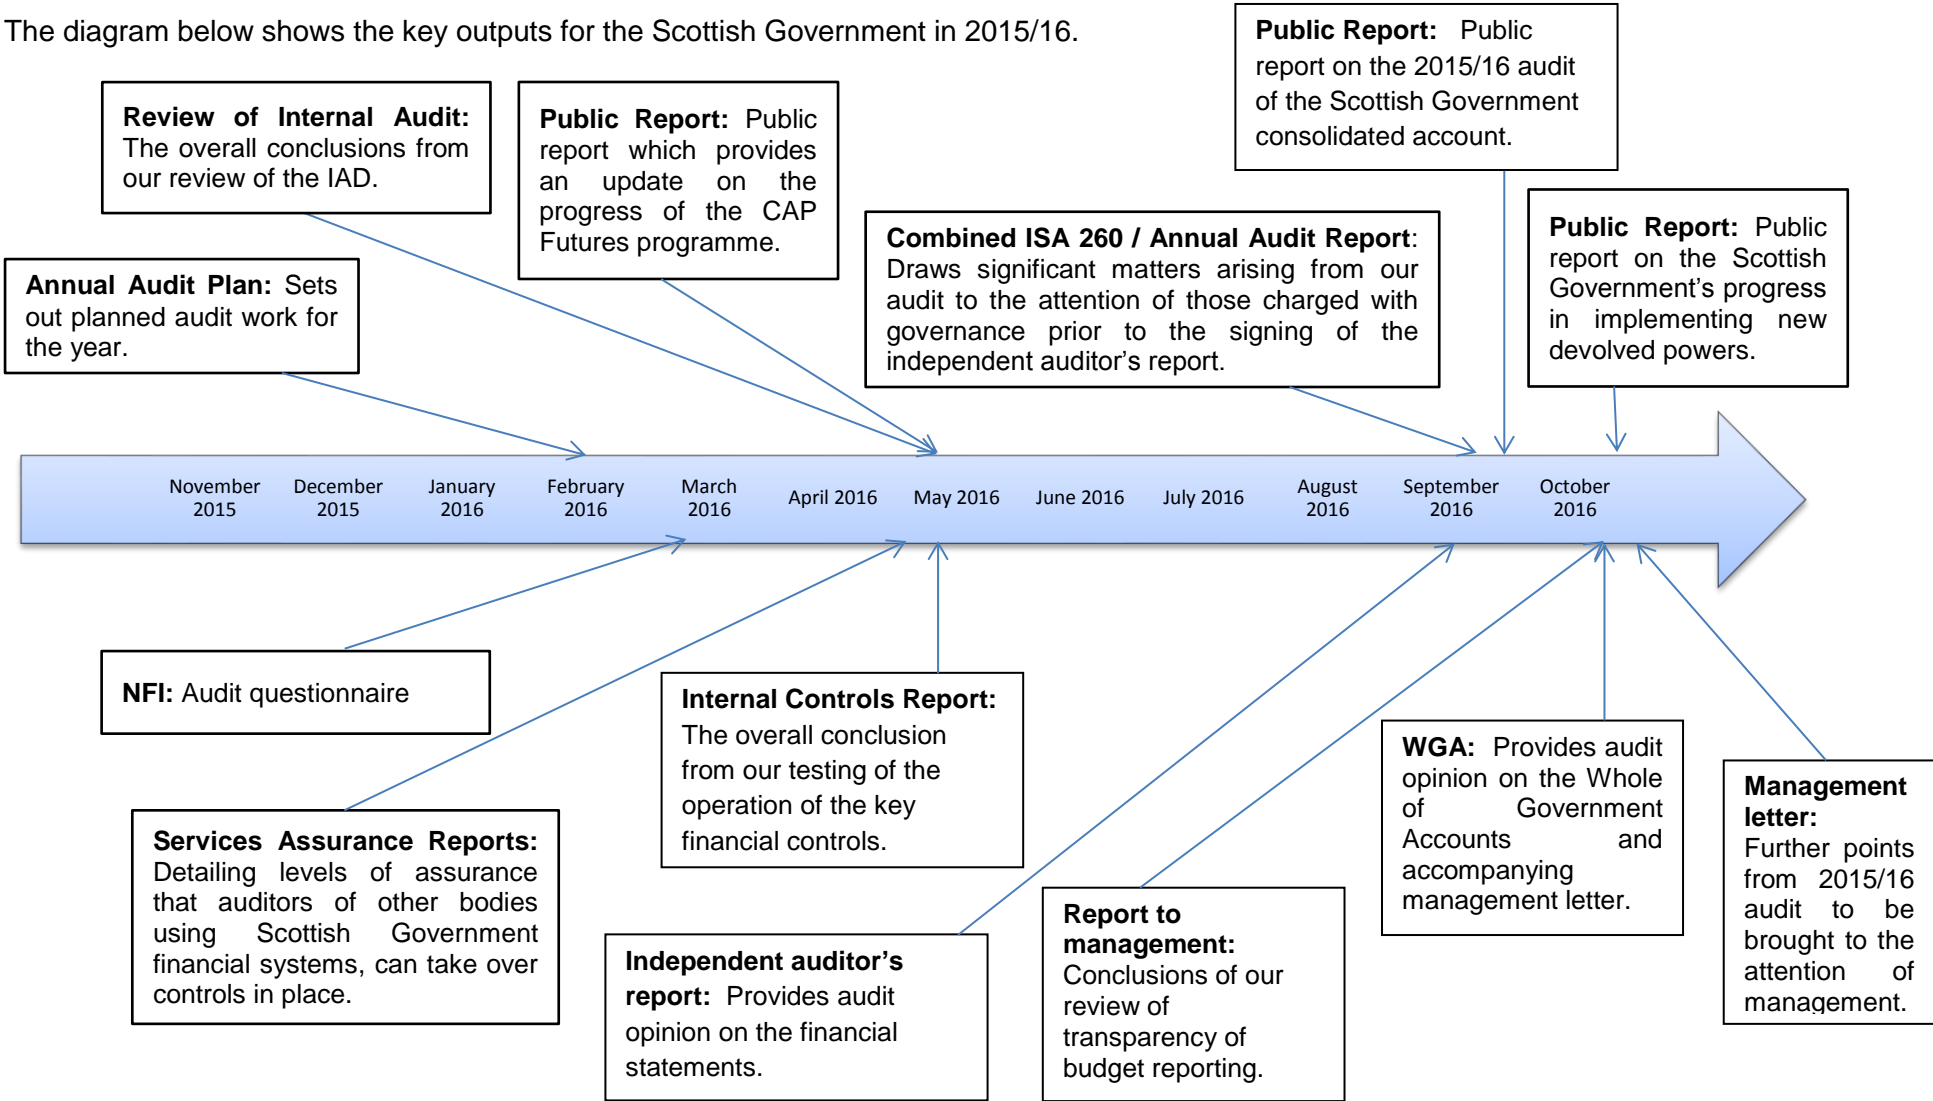 The diagram below shows the key outputs for the Scottish Government in 2015/16.
Public Report: Public
report on the 2015/16 audit
of the Scottish Government
consolidated account.
Review of Internal Audit:
The overall conclusions from
our review of the IAD.
Public Report: Public
report which provides
an update on the
progress of the CAP
Futures programme.
Combined ISA 260 / Annual Audit Report:
Draws significant matters arising from our
audit to the attention of those charged with
governance prior to the signing of the
independent auditor's report.
Public Report: Public
report on the Scottish
Government's progress
in implementing new
devolved powers.
Annual Audit Plan: Sets
out planned audit work for
the year.
November
2015
December
2015
January
2016
February
2016
March
2016
April 2016
May 2016
June 2016
July 2016
August
2016
September
2016
October
2016
NFI: Audit questionnaire
Services Assurance Reports:
Detailing levels of assurance
that auditors of other bodies
using Scottish Government
financial systems, can take over
controls in place.
Internal Controls Report:
The overall conclusion
from our testing of the
operation of the key
financial controls.
Independent auditor's
report: Provides audit
opinion on the financial
statements.
Report to
management:
Conclusions of our
review of
transparency of
budget reporting.
WGA: Provides audit
opinion on the Whole
of Government
Accounts and
accompanying
management letter.
Management
letter:
Further points
from 2015/16
audit to be
brought to the
attention of
management.